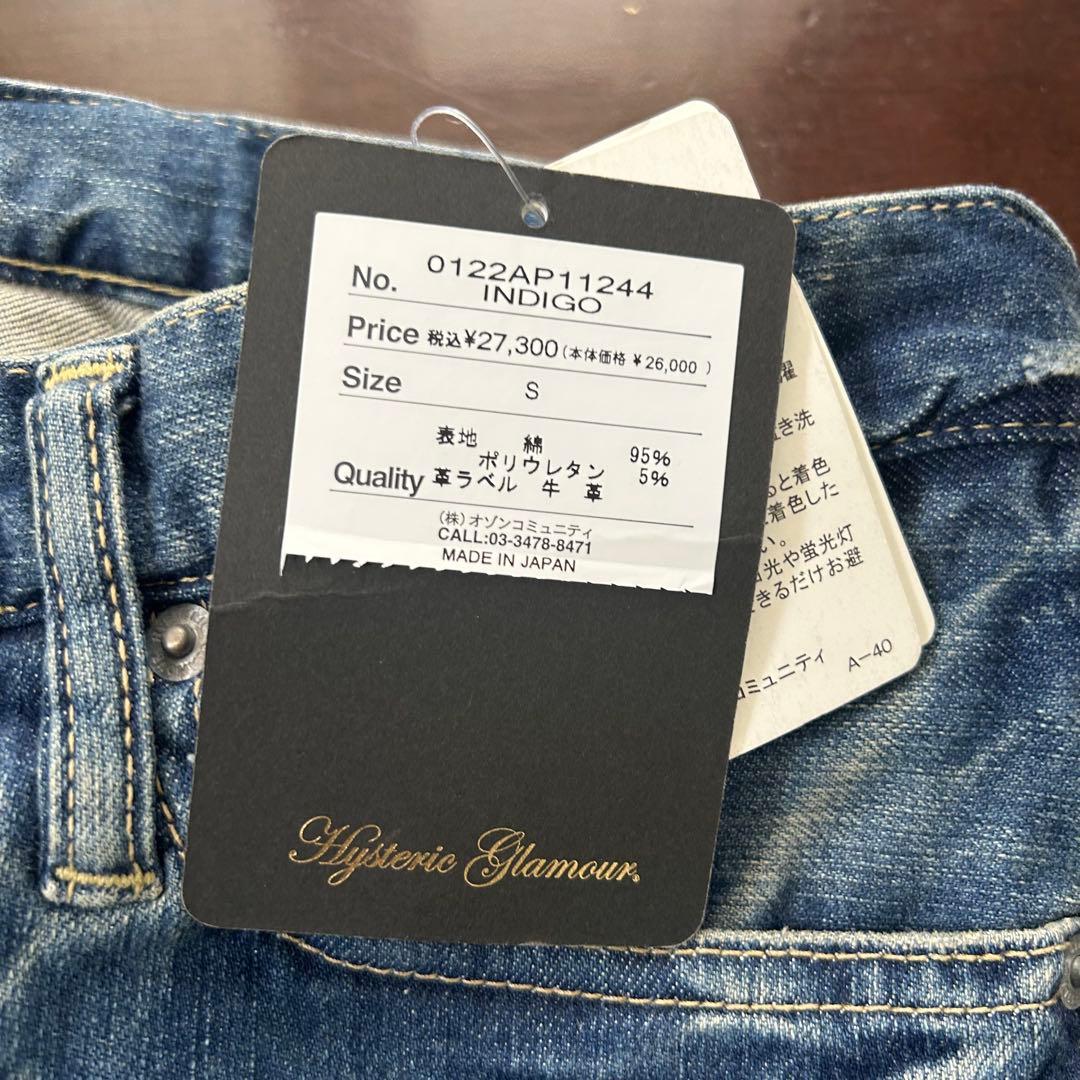 No. 0122AP11244
INDIGO
Price 税込¥27,300(本体価格 ¥26,000 )
Size S
表地 綿 95%
ポリウレタン 5%
Quality 革ラベル 牛 革
(株)オゾンコミュニティ
CALL:03-3478-8471
MADE IN JAPAN
Hysteric Glamour.
き洗
ると着色
着色した
い。
光や蛍光灯
きるだけお避
コミュニティ A-40